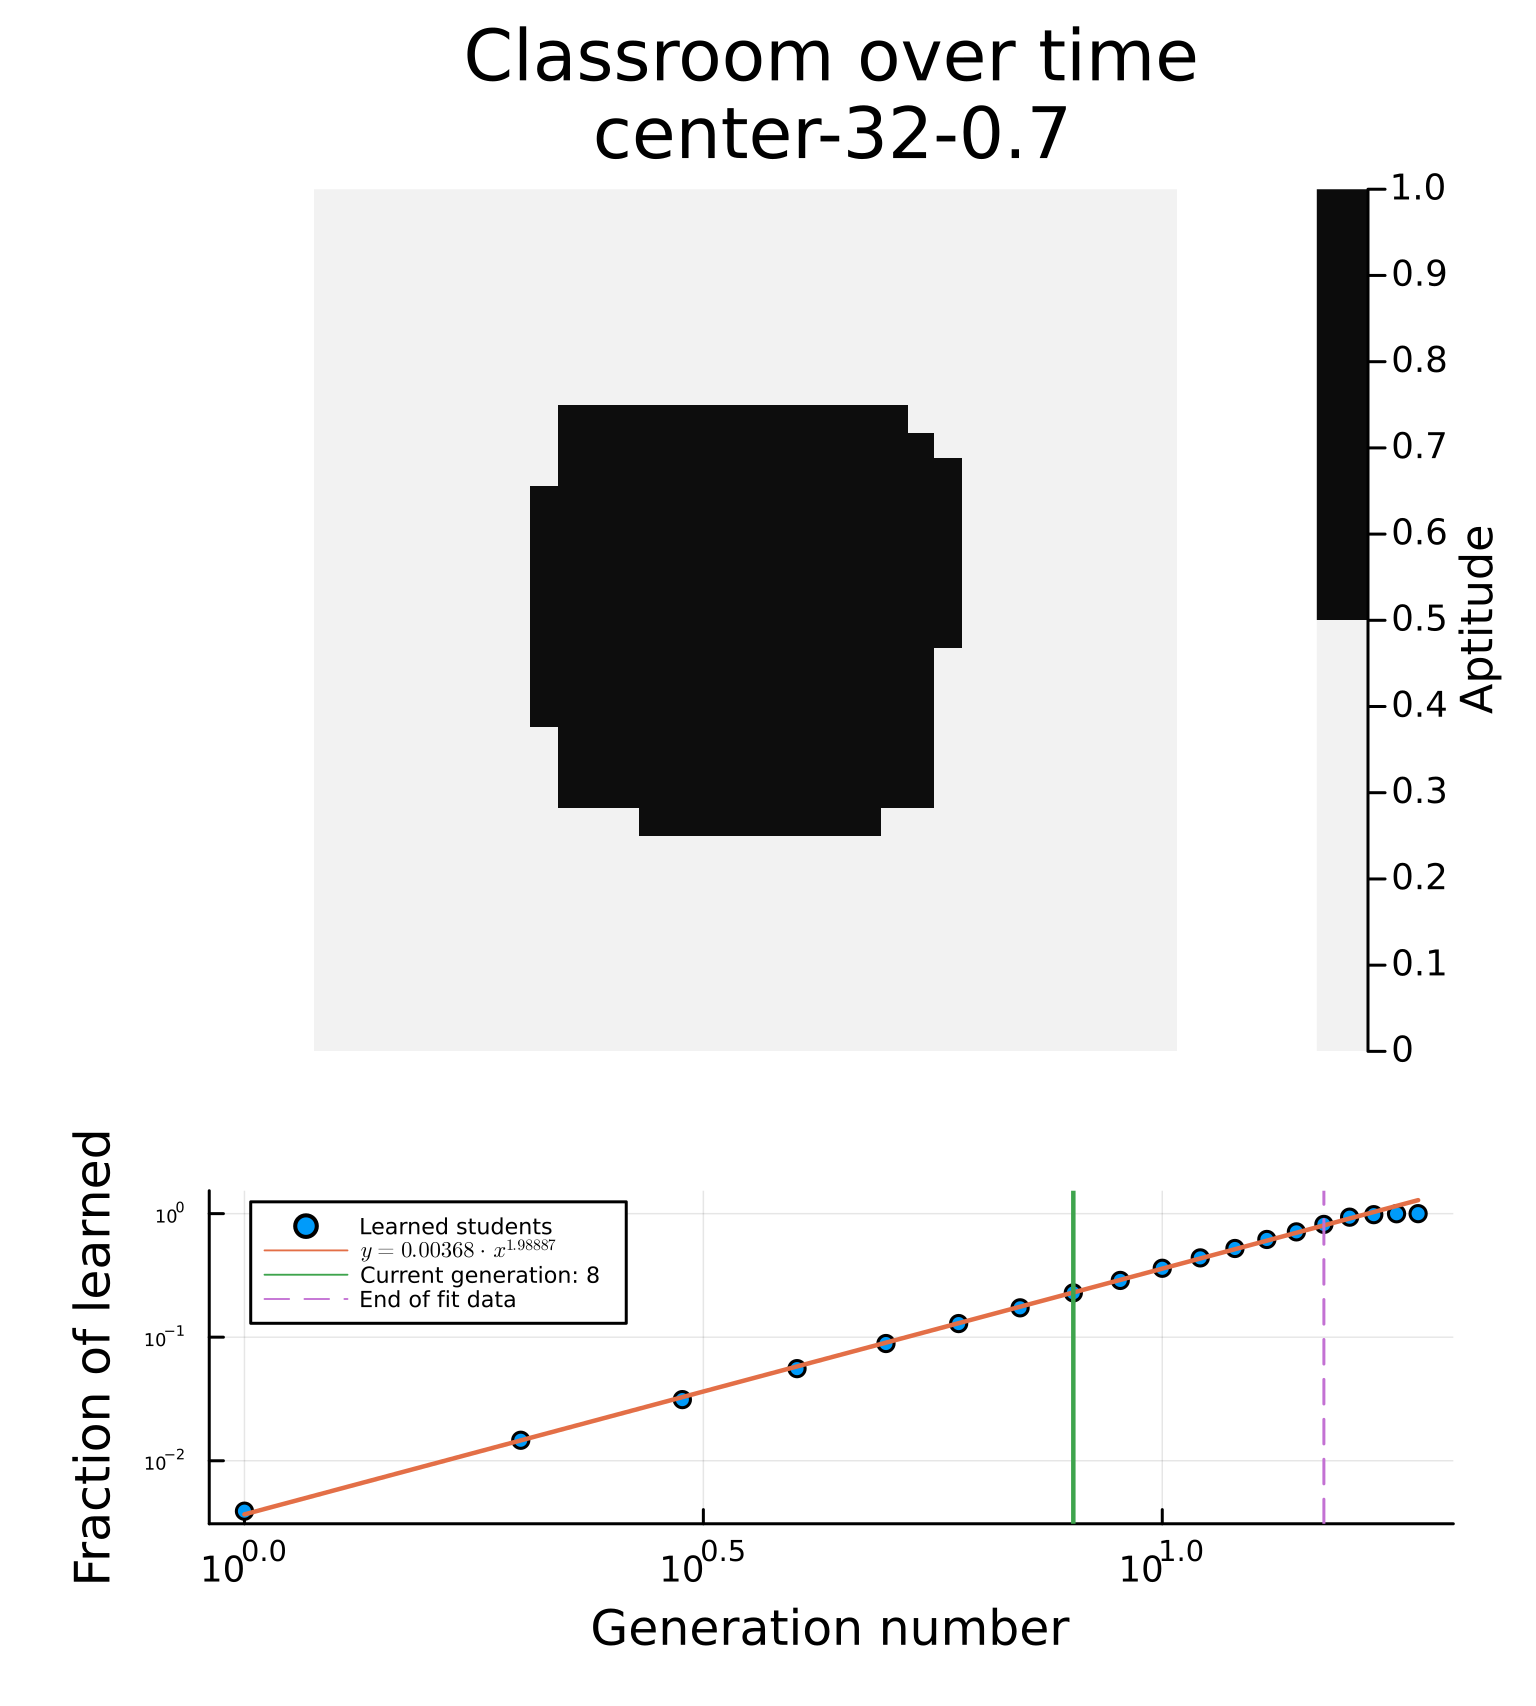 Classroom over time
center-32-0.7
1.0
0.9
0.8
0.7
0.6
0.5
0.4
0.3
0.2
0.1
0
Aptitude
Fraction of learned
10^0
10^-1
10^-2
Learned students
y = 0.00368 · x^1.98887
Current generation: 8
End of fit data
10^0.0
10^0.5
10^1.0
Generation number